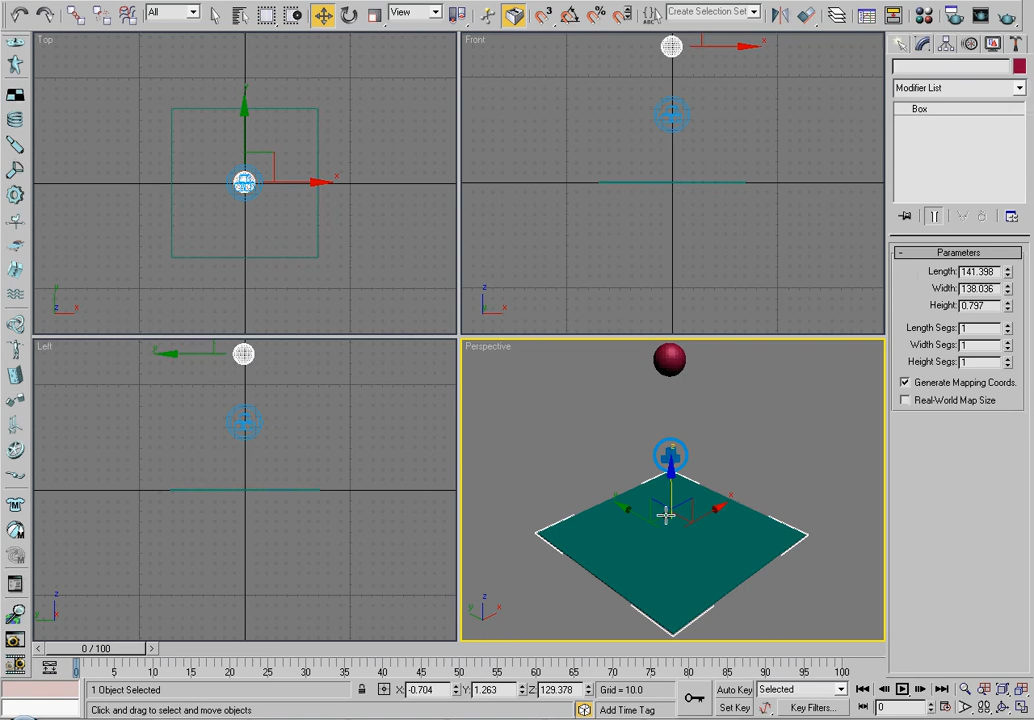 All
View
Create Selection Set
Top
Front
Left
Perspective
y
x
x
z
x
y
x
z
y
z
x
y
x
z
y
x
Modifier List
Box
- Parameters
Length: 141.398
Width: 138.036
Height: 0.797
Length Segs: 1
Width Segs: 1
Height Segs: 1
Generate Mapping Coords.
Real-World Map Size
< 0 / 100 >
0 5 10 15 20 25 30 35 40 45 50 55 60 65 70 75 80 85 90 95 100
1 Object Selected X: -0.704 Y: 1.263 Z: 129.378 Grid = 10.0 Auto Key Selected
Click and drag to select and move objects Add Time Tag Set Key Key Filters... 0